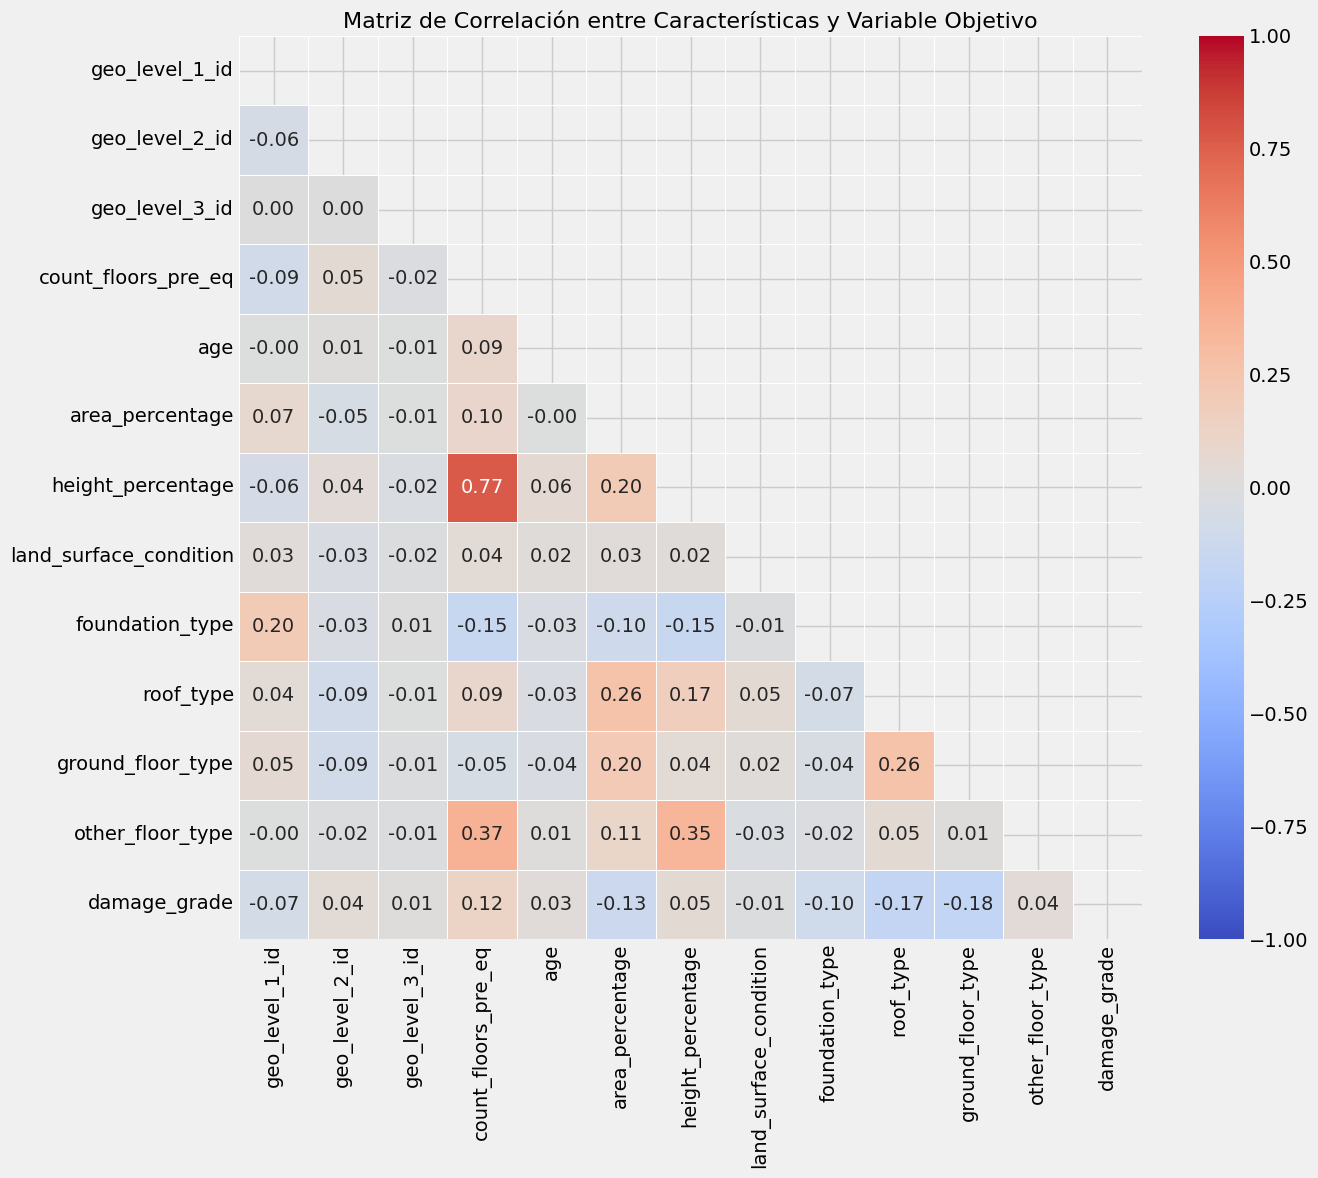 Matriz de Correlación entre Características y Variable Objetivo
geo_level_1_id
geo_level_2_id -0.06
geo_level_3_id 0.00 0.00
count_floors_pre_eq -0.09 0.05 -0.02
age -0.00 0.01 -0.01 0.09
area_percentage 0.07 -0.05 -0.01 0.10 -0.00
height_percentage -0.06 0.04 -0.02 0.77 0.06 0.20
land_surface_condition 0.03 -0.03 -0.02 0.04 0.02 0.03 0.02
foundation_type 0.20 -0.03 0.01 -0.15 -0.03 -0.10 -0.15 -0.01
roof_type 0.04 -0.09 -0.01 0.09 -0.03 0.26 0.17 0.05 -0.07
ground_floor_type 0.05 -0.09 -0.01 -0.05 -0.04 0.20 0.04 0.02 -0.04 0.26
other_floor_type -0.00 -0.02 -0.01 0.37 0.01 0.11 0.35 -0.03 -0.02 0.05 0.01
damage_grade -0.07 0.04 0.01 0.12 0.03 -0.13 0.05 -0.01 -0.10 -0.17 -0.18 0.04
geo_level_1_id
geo_level_2_id
geo_level_3_id
count_floors_pre_eq
age
area_percentage
height_percentage
land_surface_condition
foundation_type
roof_type
ground_floor_type
other_floor_type
damage_grade
1.00
0.75
0.50
0.25
0.00
−0.25
−0.50
−0.75
−1.00